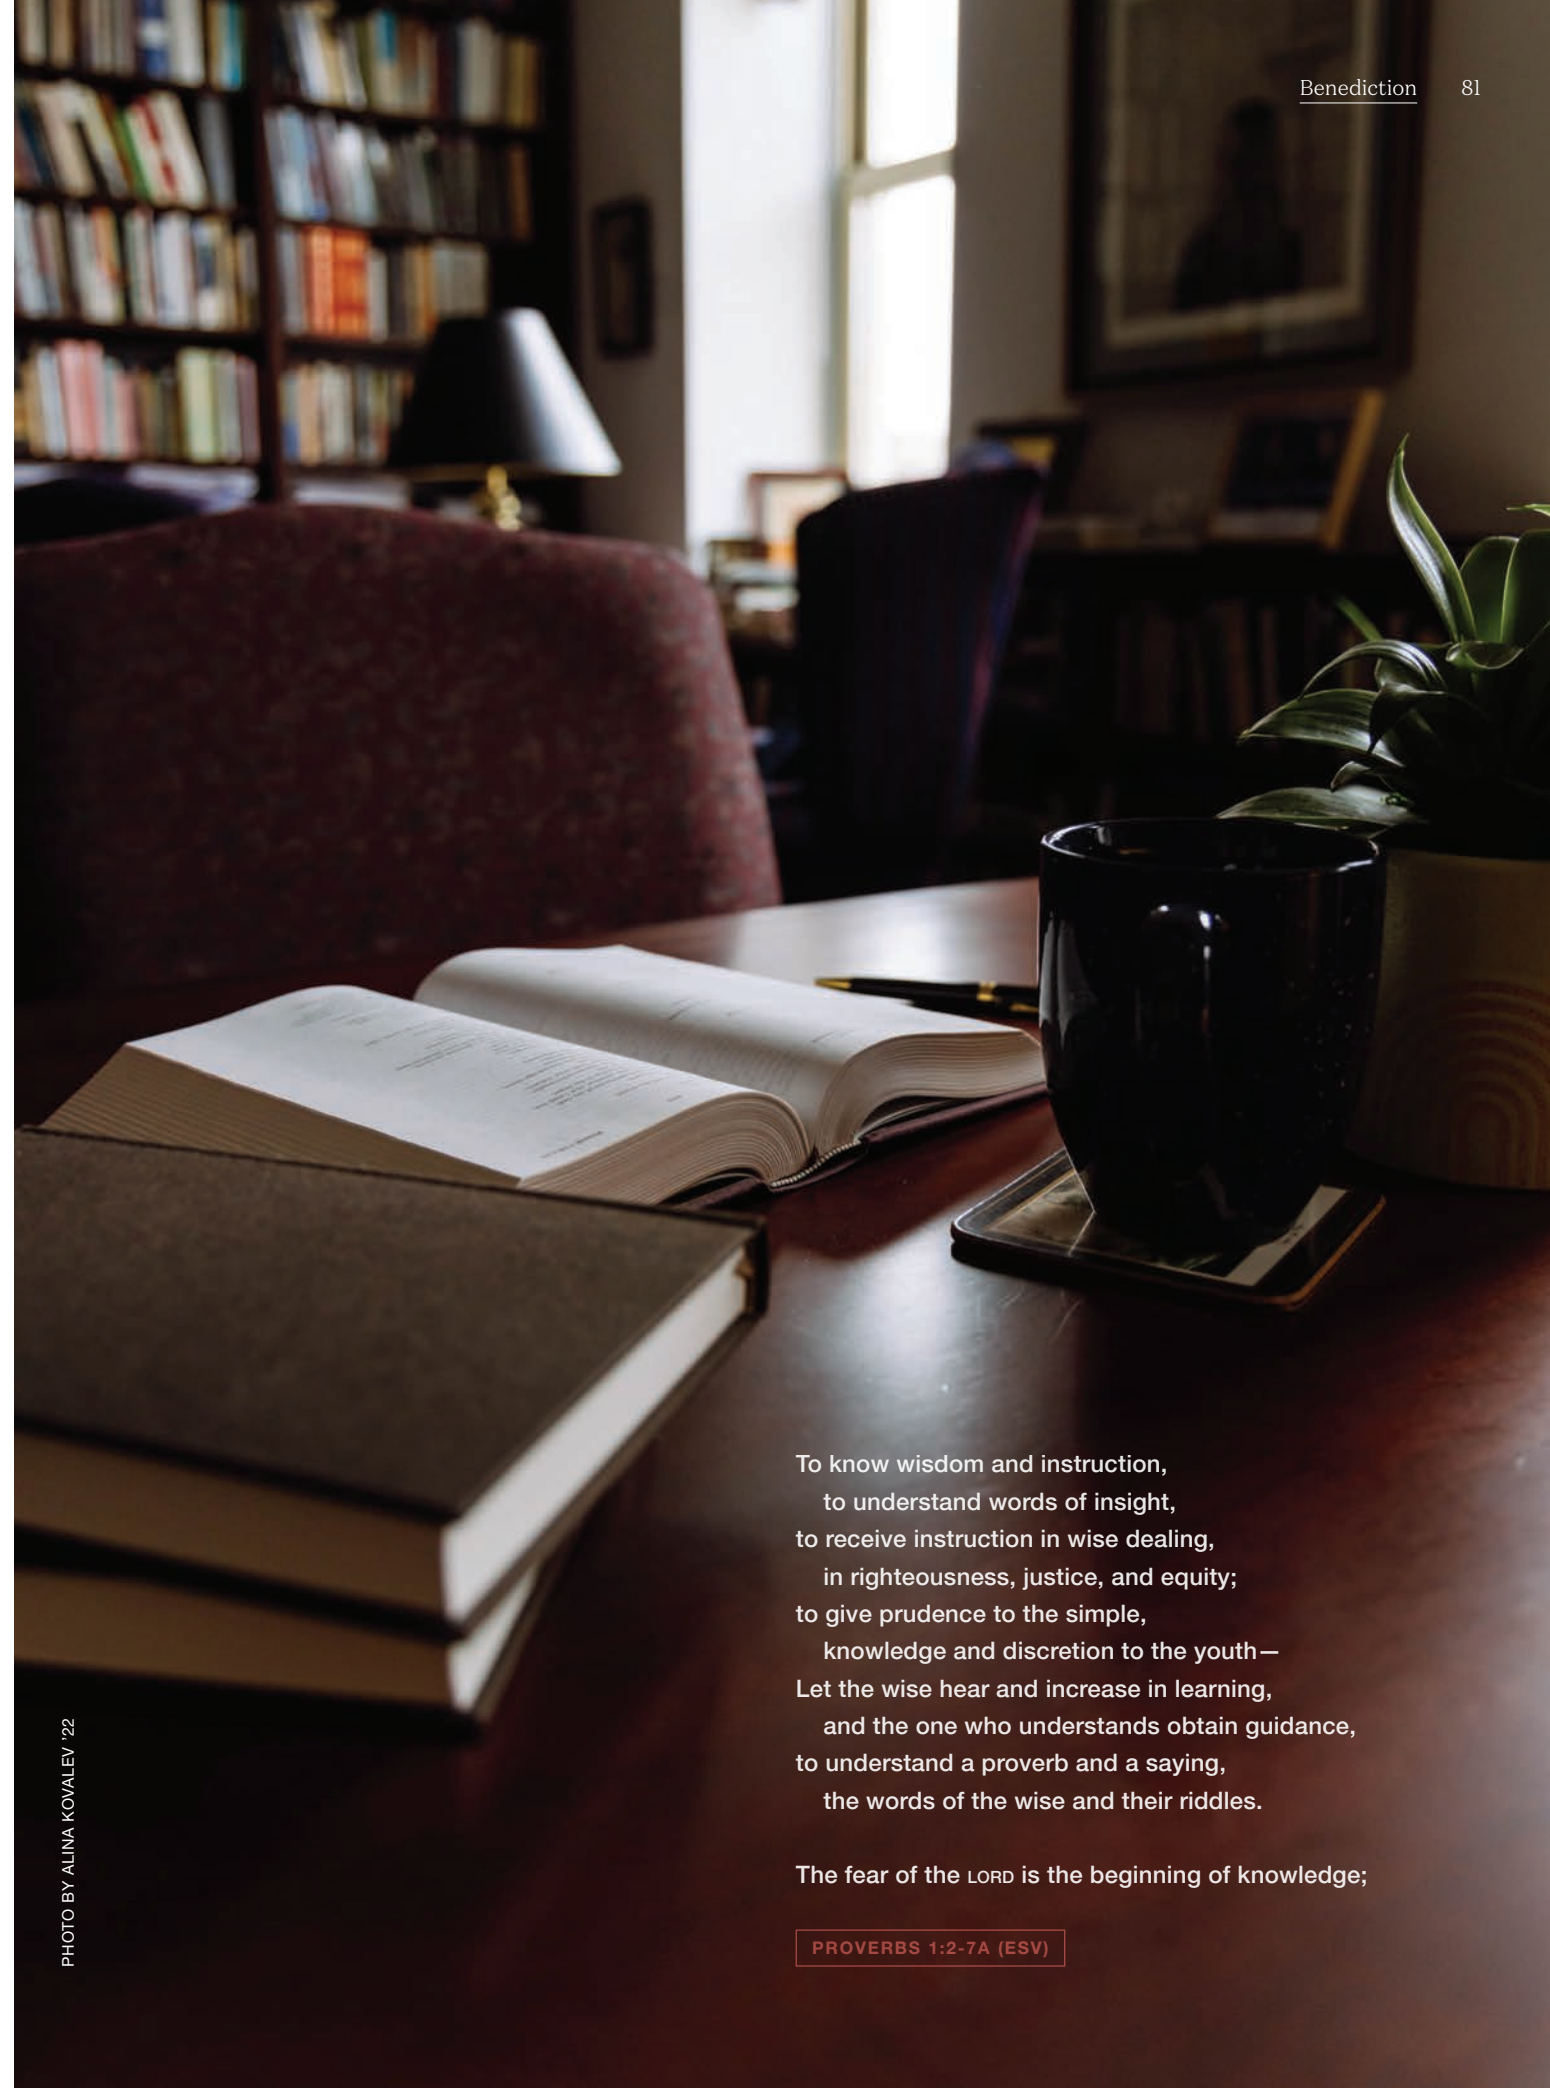 Benediction 81
To know wisdom and instruction,
to understand words of insight,
to receive instruction in wise dealing,
in righteousness, justice, and equity;
to give prudence to the simple,
knowledge and discretion to the youth—
Let the wise hear and increase in learning,
and the one who understands obtain guidance,
to understand a proverb and a saying,
the words of the wise and their riddles.
The fear of the LORD is the beginning of knowledge;
PROVERBS 1:2-7A (ESV)
PHOTO BY ALINA KOVALEV ’22